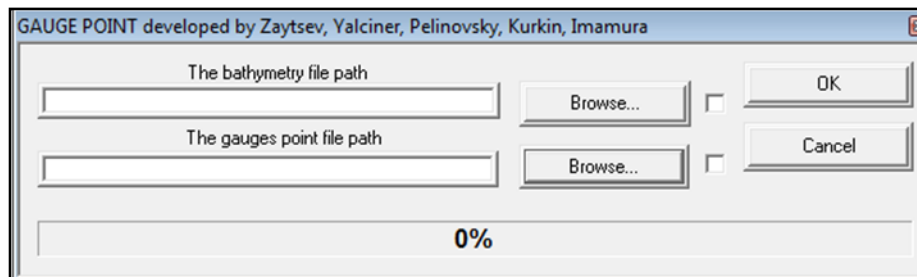 GAUGE POINT developed by Zaytsev, Yalciner, Pelinovsky, Kurkin, Imamura
The bathymetry file path
Browse...
OK
The gauges point file path
Browse...
Cancel
0%